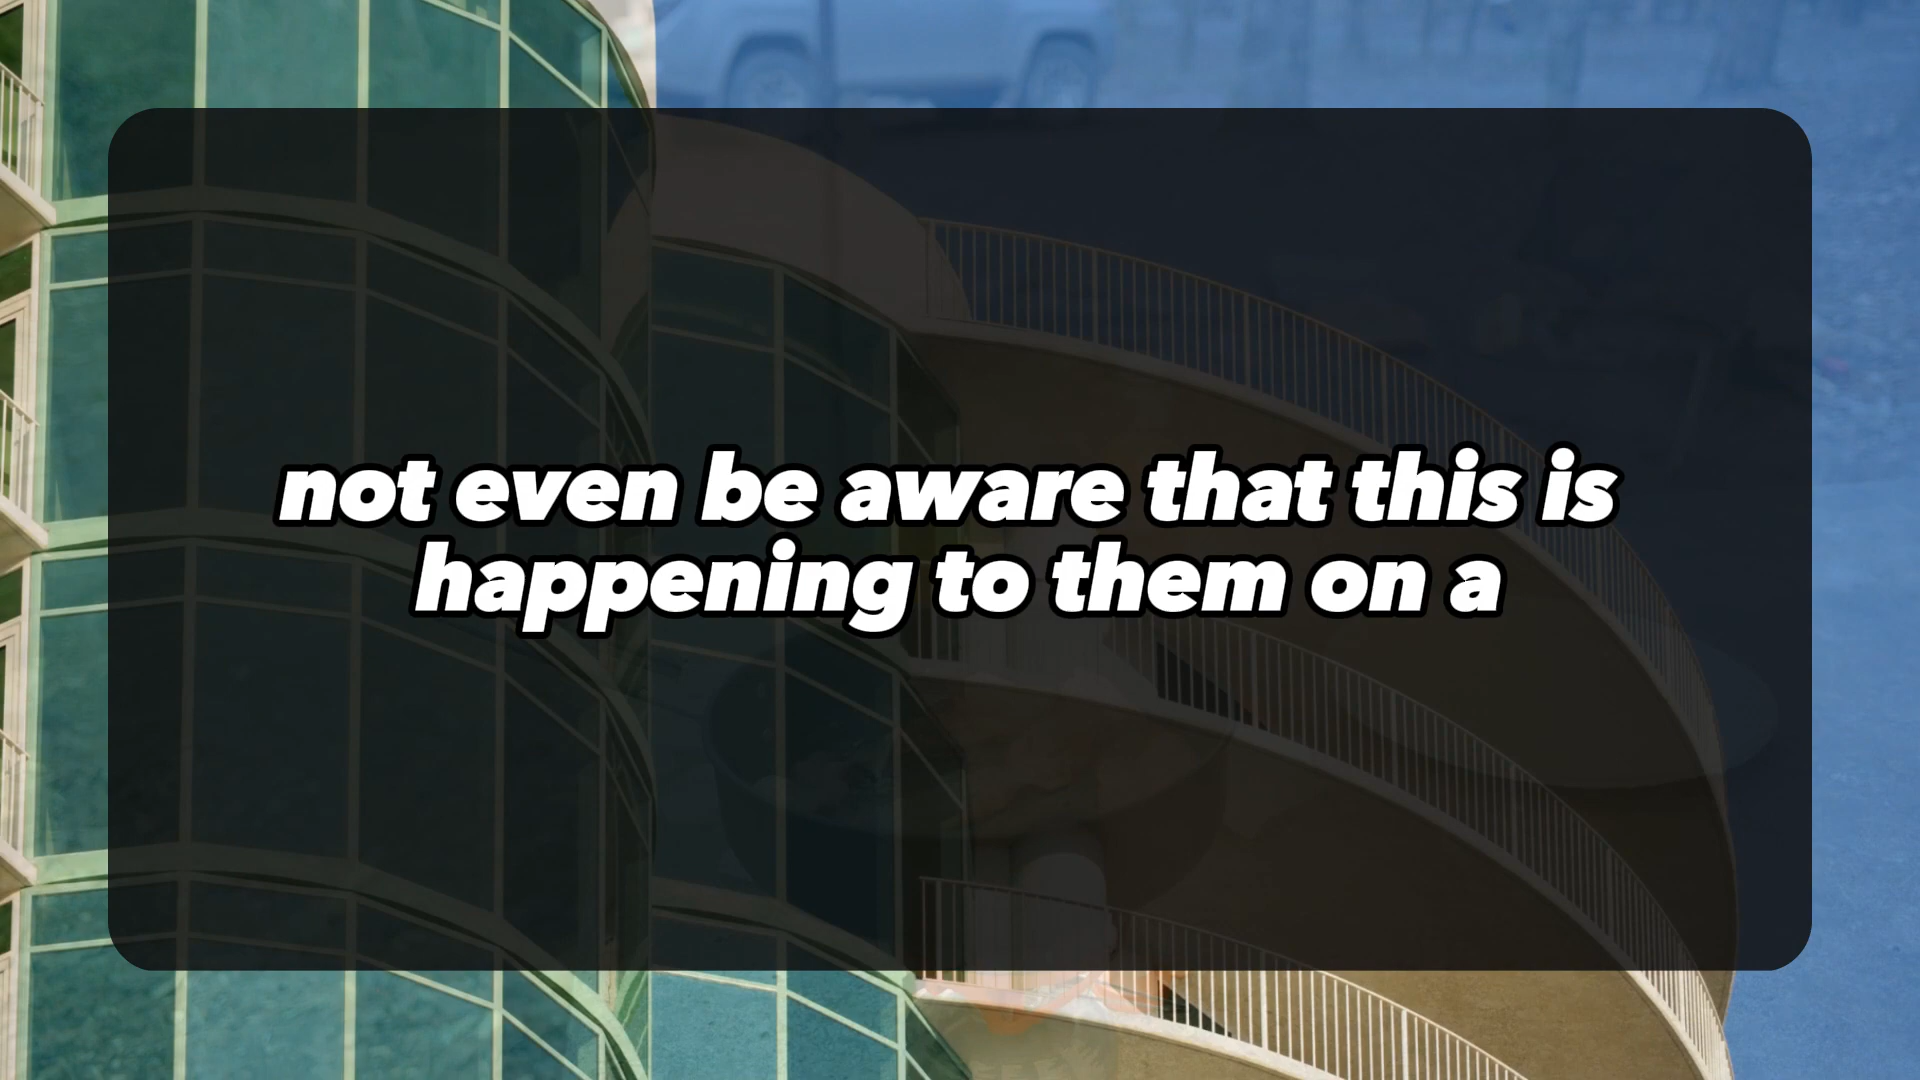 not even be aware that this is
happening to them on a